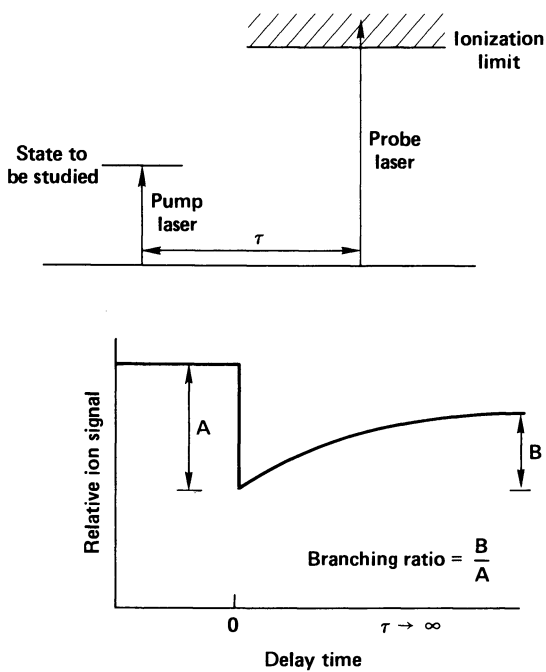 Ionization
limit
State to
be studied
Probe
laser
Pump
laser
τ
Relative ion signal
A
B
Branching ratio = B
A
0
τ → ∞
Delay time